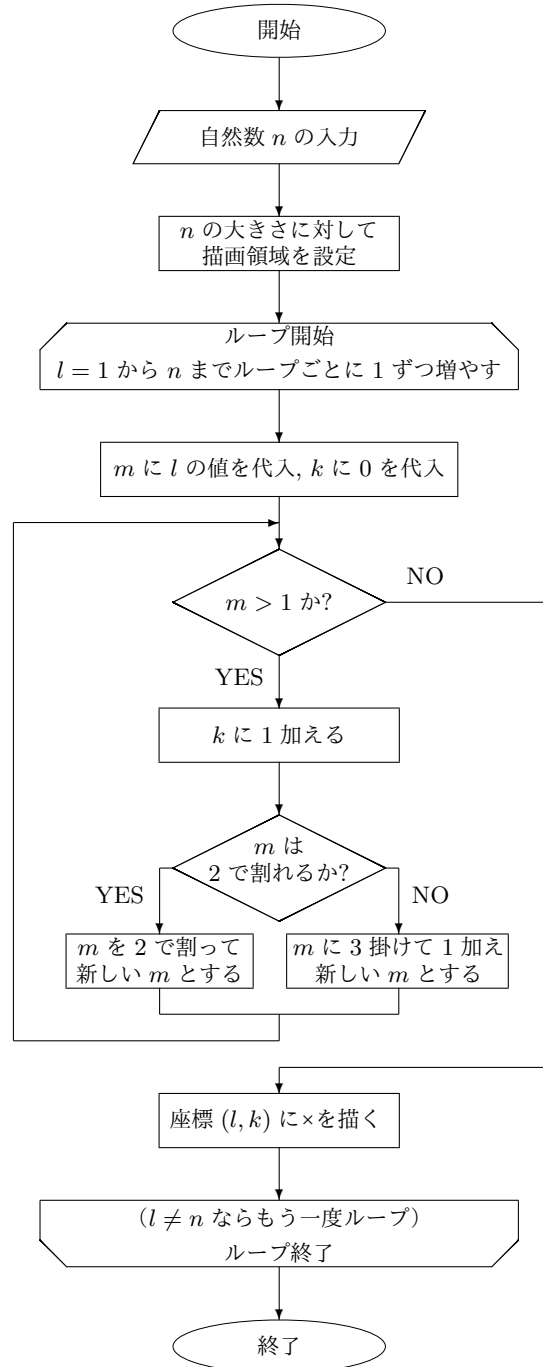 開始
自然数 n の入力
n の大きさに対して
描画領域を設定
ループ開始
l = 1 から n までループごとに 1 ずつ増やす
m に l の値を代入, k に 0 を代入
m > 1 か?
NO
YES
k に 1 加える
m は
2 で割れるか?
YES
NO
m を 2 で割って
新しい m とする
m に 3 掛けて 1 加え
新しい m とする
座標 (l, k) に×を描く
（l ≠ n ならもう一度ループ）
ループ終了
終了